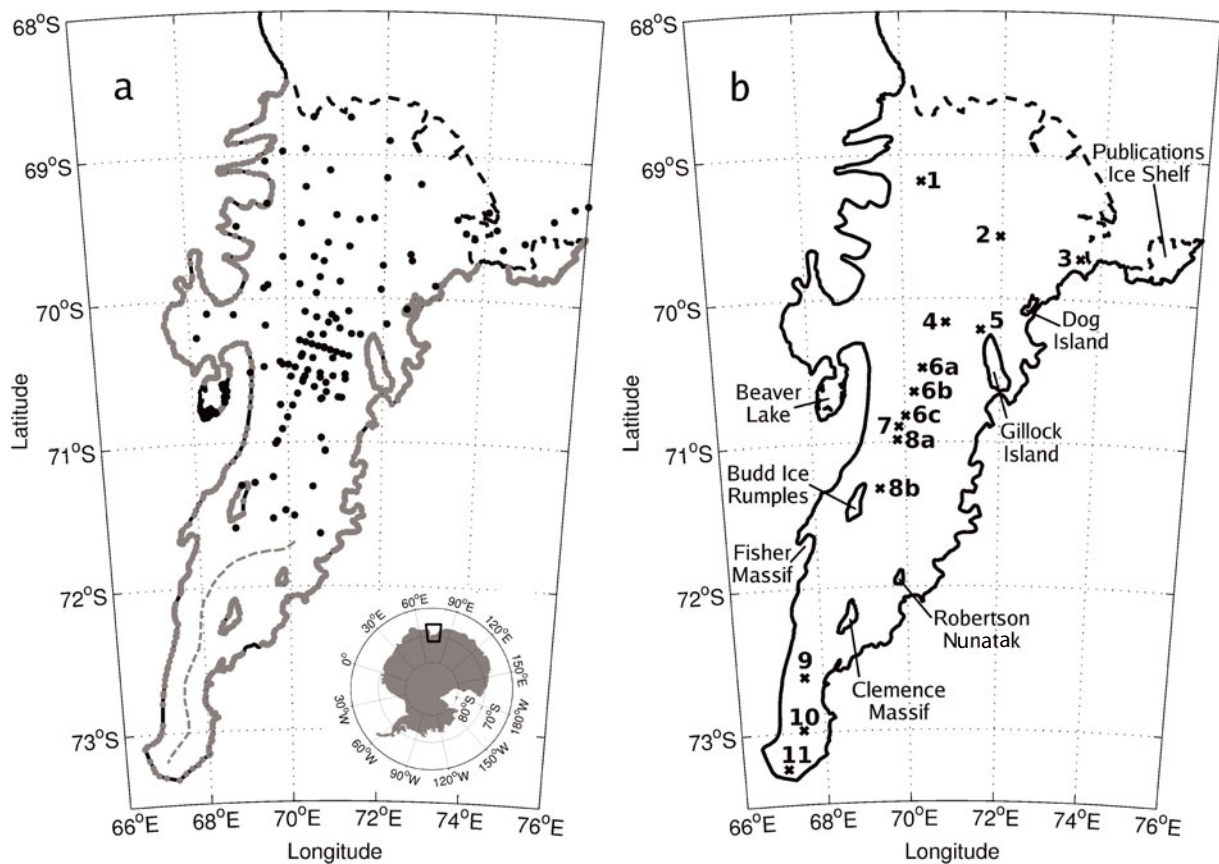 a
68°S
69°S
70°S
71°S
72°S
73°S
Latitude
66°E
68°E
70°E
72°E
74°E
76°E
Longitude
0°
30°E
60°E
90°E
120°E
150°E
180°W
150°W
120°W
90°W
60°W
30°W
80°S
70°S
b
68°S
69°S
70°S
71°S
72°S
73°S
Latitude
1
2
3
4
5
6a
6b
6c
7
8a
8b
9
10
11
Publications
Ice Shelf
Dog
Island
Beaver
Lake
Gillock
Island
Budd Ice
Rumples
Fisher
Massif
Robertson
Nunatak
Clemence
Massif
66°E
68°E
70°E
72°E
74°E
76°E
Longitude